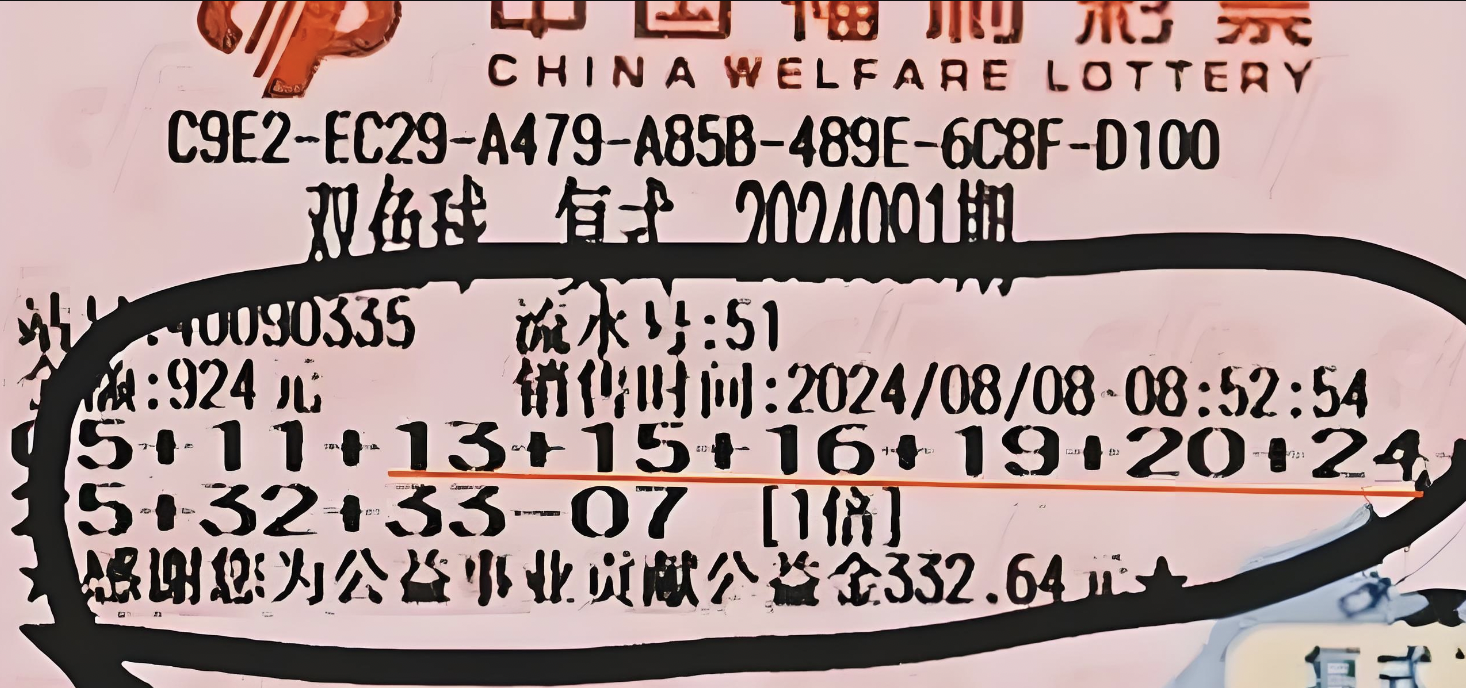 中国福利彩票
CHINA WELFARE LOTTERY
C9E2-EC29-A479-A85B-489E-6C8F-D100
双色球 复式 2024091期
:40090335 流水号:51
额:924元 销售时间:2024/08/08-08:52:54
5+11+13+15+16+19+20+24
5+32+33-07 [1倍]
★感谢您为公益事业贡献公益金332.64元★